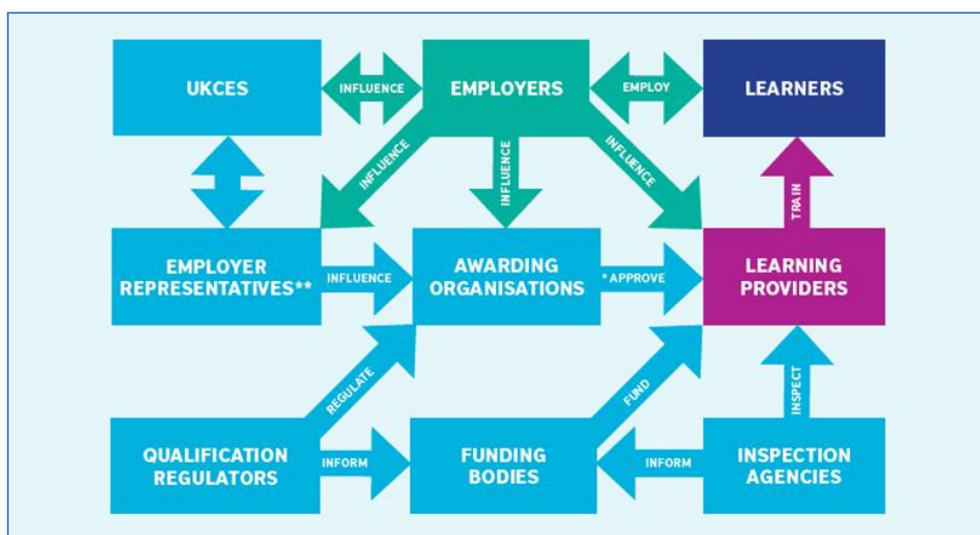 UKCES
INFLUENCE
EMPLOYERS
EMPLOY
LEARNERS
INFLUENCE
INFLUENCE
INFLUENCE
TRAIN
EMPLOYER
REPRESENTATIVES**
INFLUENCE
AWARDING
ORGANISATIONS
*APPROVE
LEARNING
PROVIDERS
REGULATE
FUND
INSPECT
QUALIFICATION
REGULATORS
INFORM
FUNDING
BODIES
INFORM
INSPECTION
AGENCIES